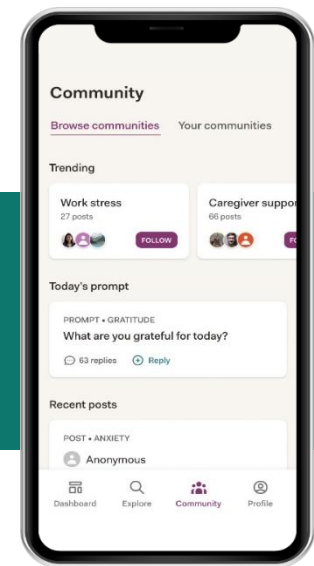 Community
Browse communities Your communities
Trending
Work stress Caregiver suppor
27 posts 66 posts
FOLLOW FO
Today's prompt
PROMPT • GRATITUDE
What are you grateful for today?
63 replies Reply
Recent posts
POST • ANXIETY
Anonymous
Dashboard Explore Community Profile